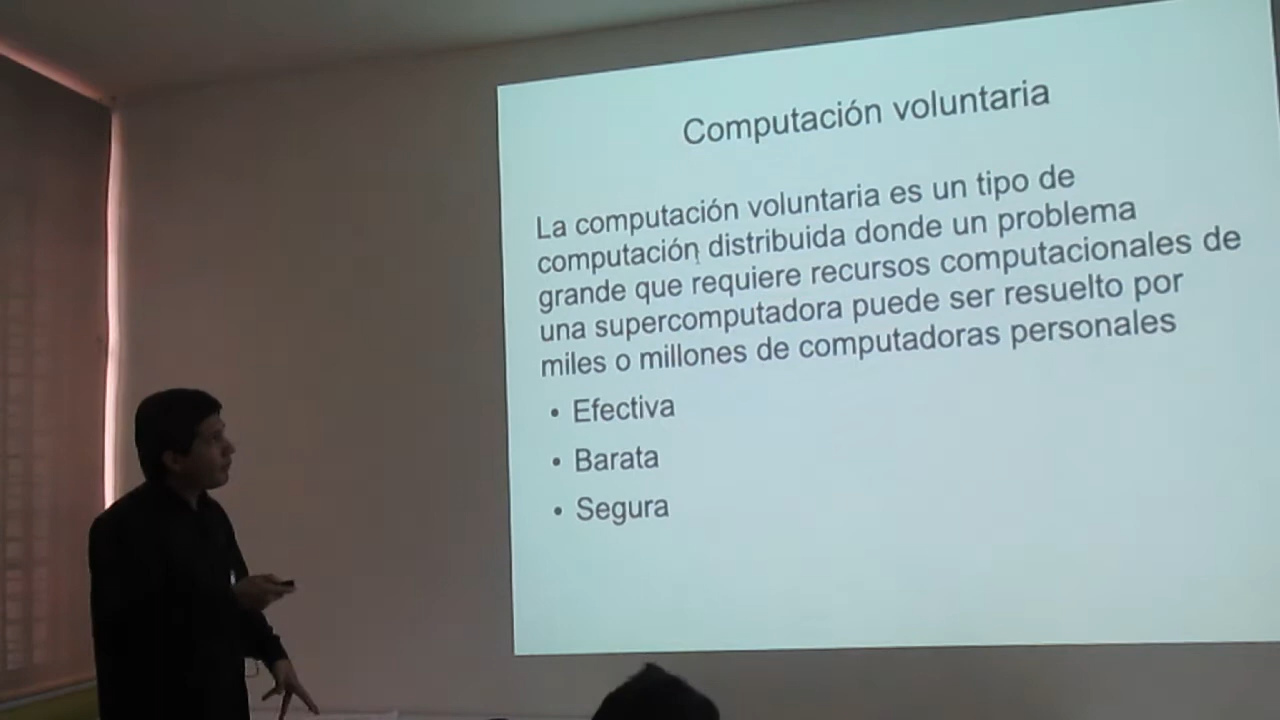 Computación voluntaria
La computación voluntaria es un tipo de
computación distribuida donde un problema
grande que requiere recursos computacionales de
una supercomputadora puede ser resuelto por
miles o millones de computadoras personales
• Efectiva
• Barata
• Segura